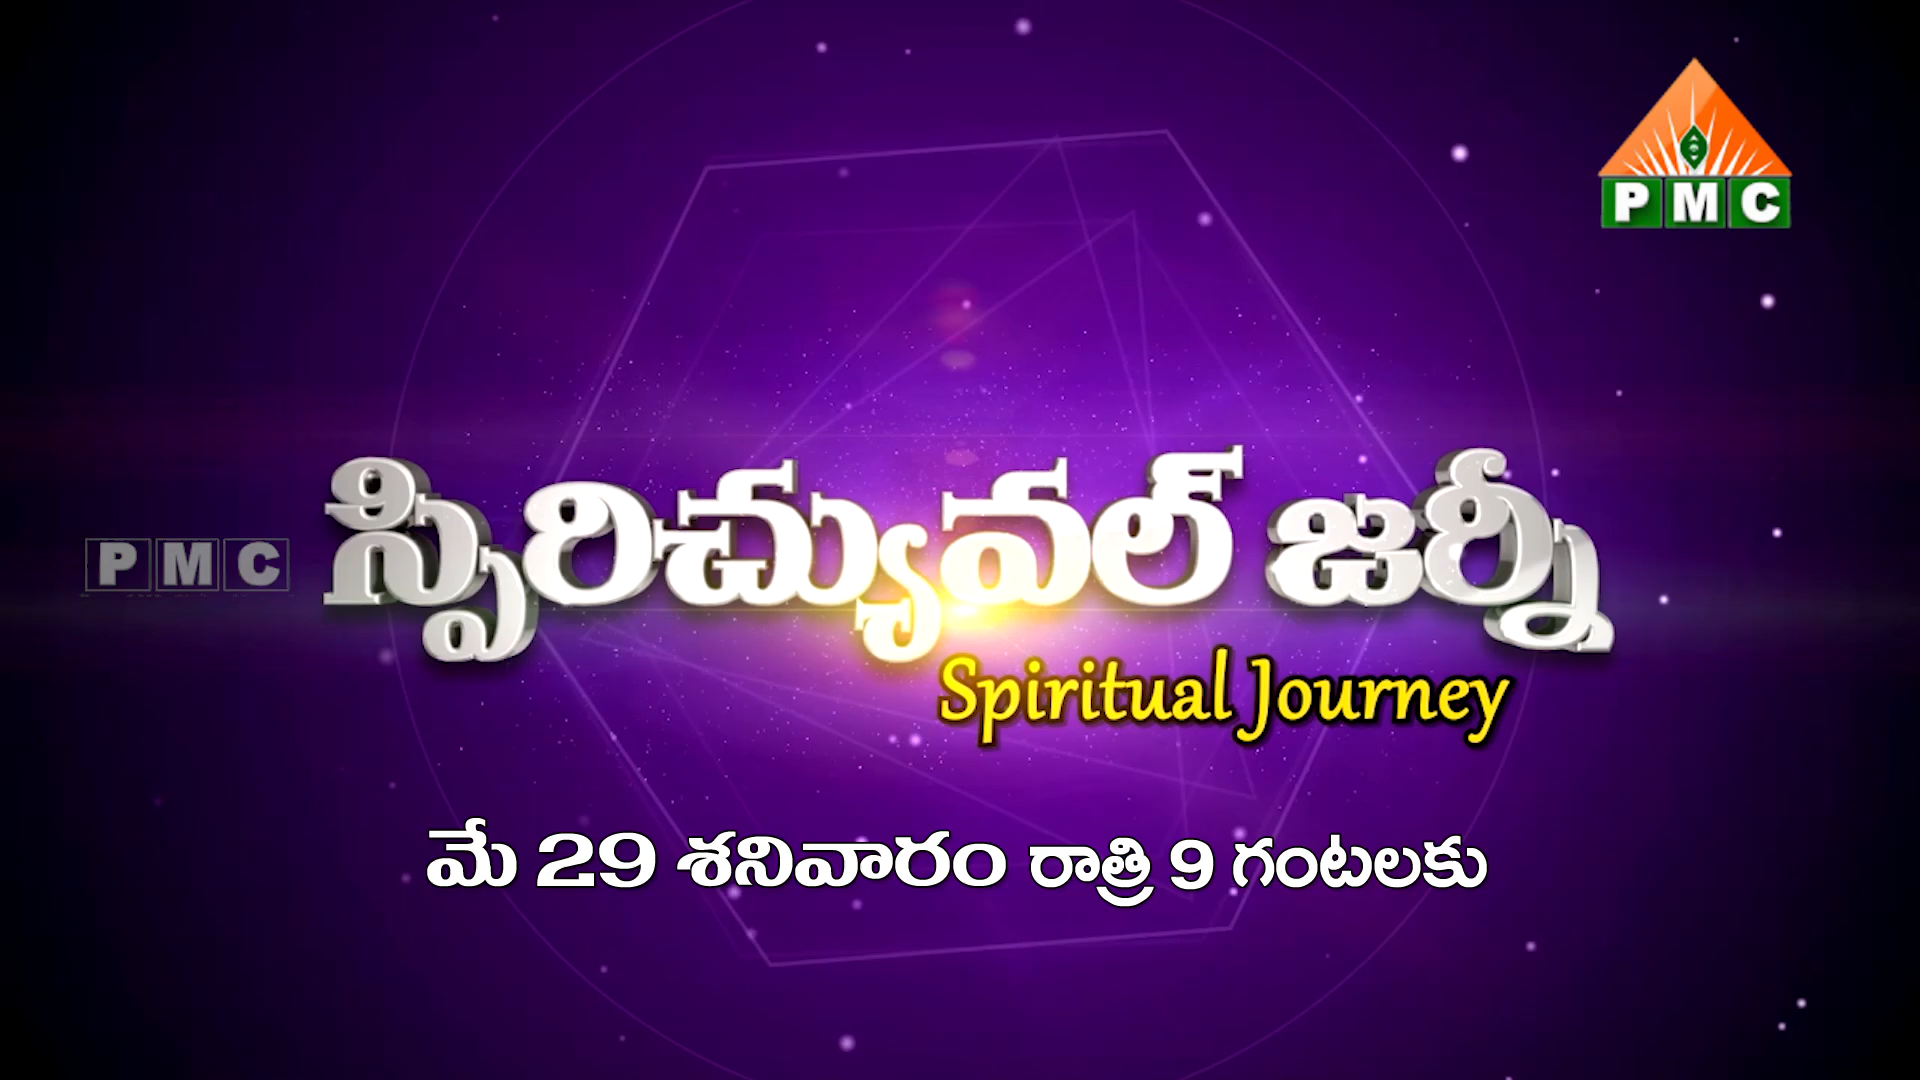 PMC
PMC
స్పిరిచ్యువల్ జర్నీ
Spiritual Journey
మే 29 శనివారం రాత్రి 9 గంటలకు